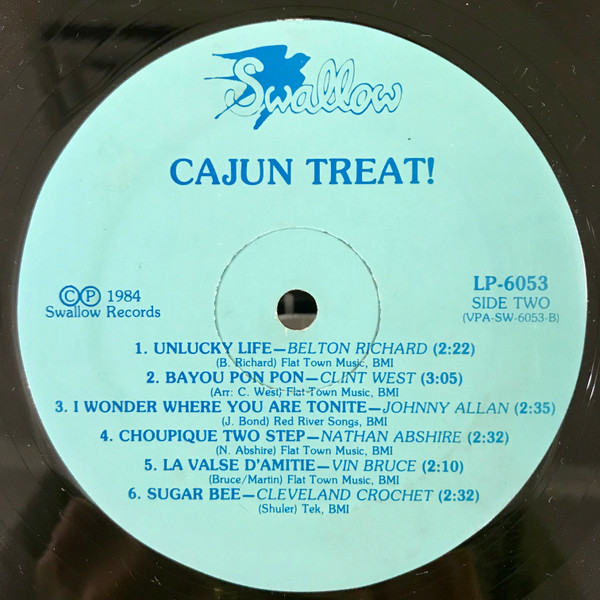 Swallow
CAJUN TREAT!
ⒸⓅ 1984
Swallow Records
LP-6053
SIDE TWO
(VPA-SW-6053-B)
1. UNLUCKY LIFE—BELTON RICHARD (2:22)
(B. Richard) Flat Town Music, BMI
2. BAYOU PON PON—CLINT WEST (3:05)
(Arr: C. West) Flat Town Music, BMI
3. I WONDER WHERE YOU ARE TONITE—JOHNNY ALLAN (2:35)
(J. Bond) Red River Songs, BMI
4. CHOUPIQUE TWO STEP—NATHAN ABSHIRE (2:32)
(N. Abshire) Flat Town Music, BMI
5. LA VALSE D'AMITIE—VIN BRUCE (2:10)
(Bruce/Martin) Flat Town Music, BMI
6. SUGAR BEE—CLEVELAND CROCHET (2:32)
(Shuler) Tek, BMI